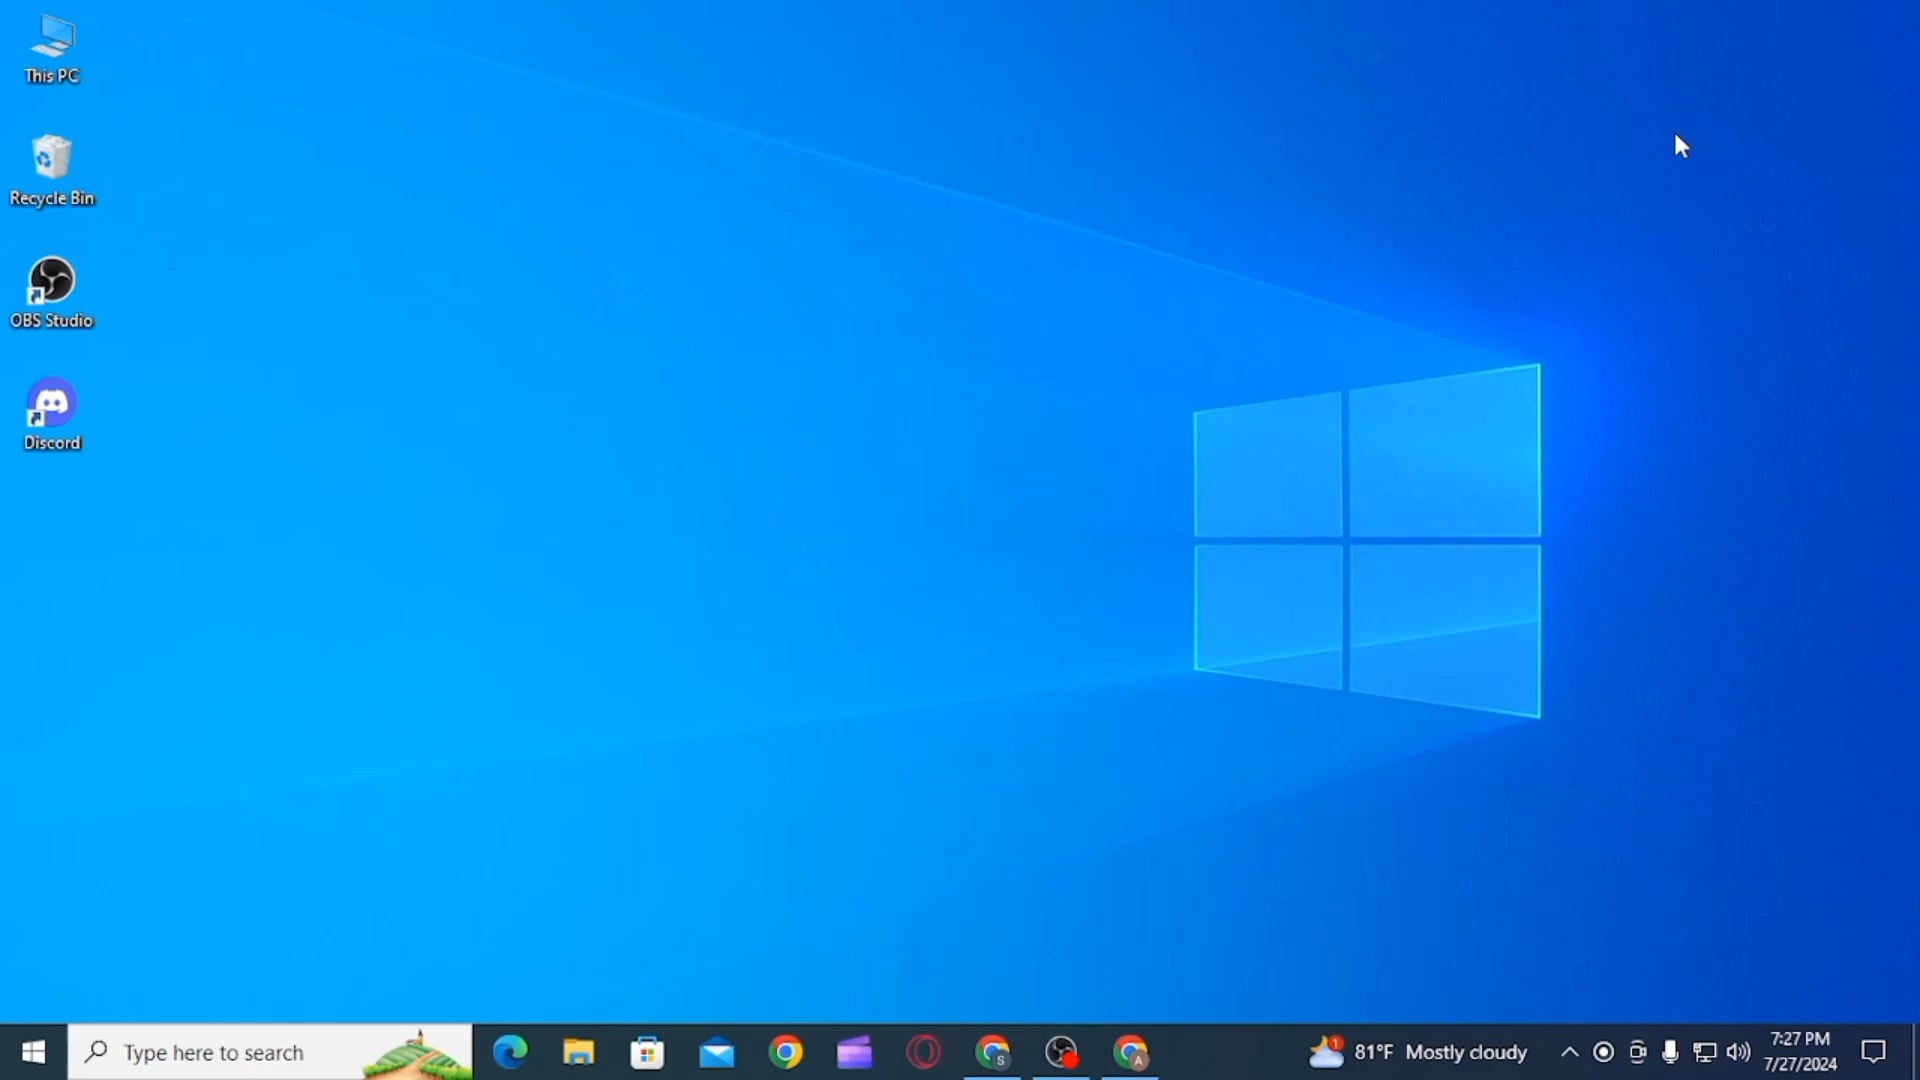 This PC
Recycle Bin
OBS Studio
Discord
Type here to search
S
A
1
81°F Mostly cloudy
7:27 PM
7/27/2024